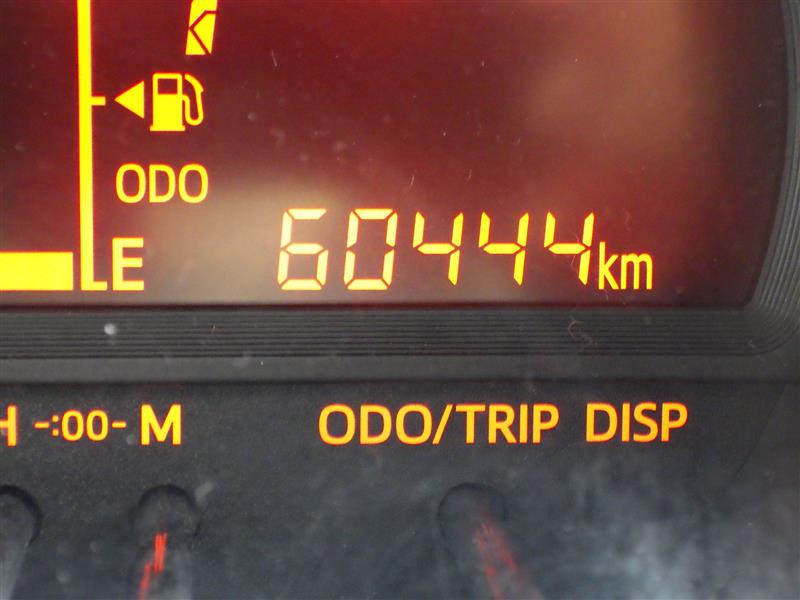 ODO
E 60444km
H -:00- M ODO/TRIP DISP